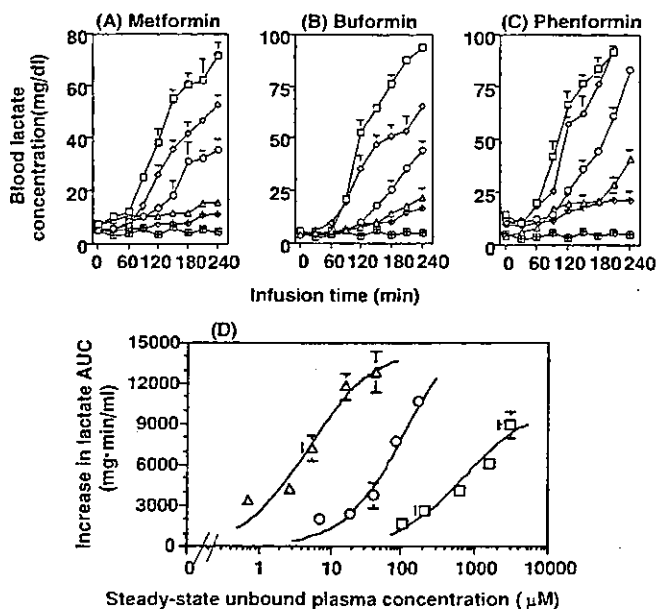 (A) Metformin
(B) Buformin
(C) Phenformin
Blood lactate
concentration(mg/dl)
80
60
40
20
0
100
75
50
25
0
100
75
50
25
0
0 60 120 180 240
0 60 120 180 240
0 60 120 180 240
Infusion time (min)
(D)
Increase in lactate AUC
(mg·min/ml)
15000
12000
9000
6000
3000
0
0 1 10 100 1000 10000
Steady-state unbound plasma concentration ( μM)